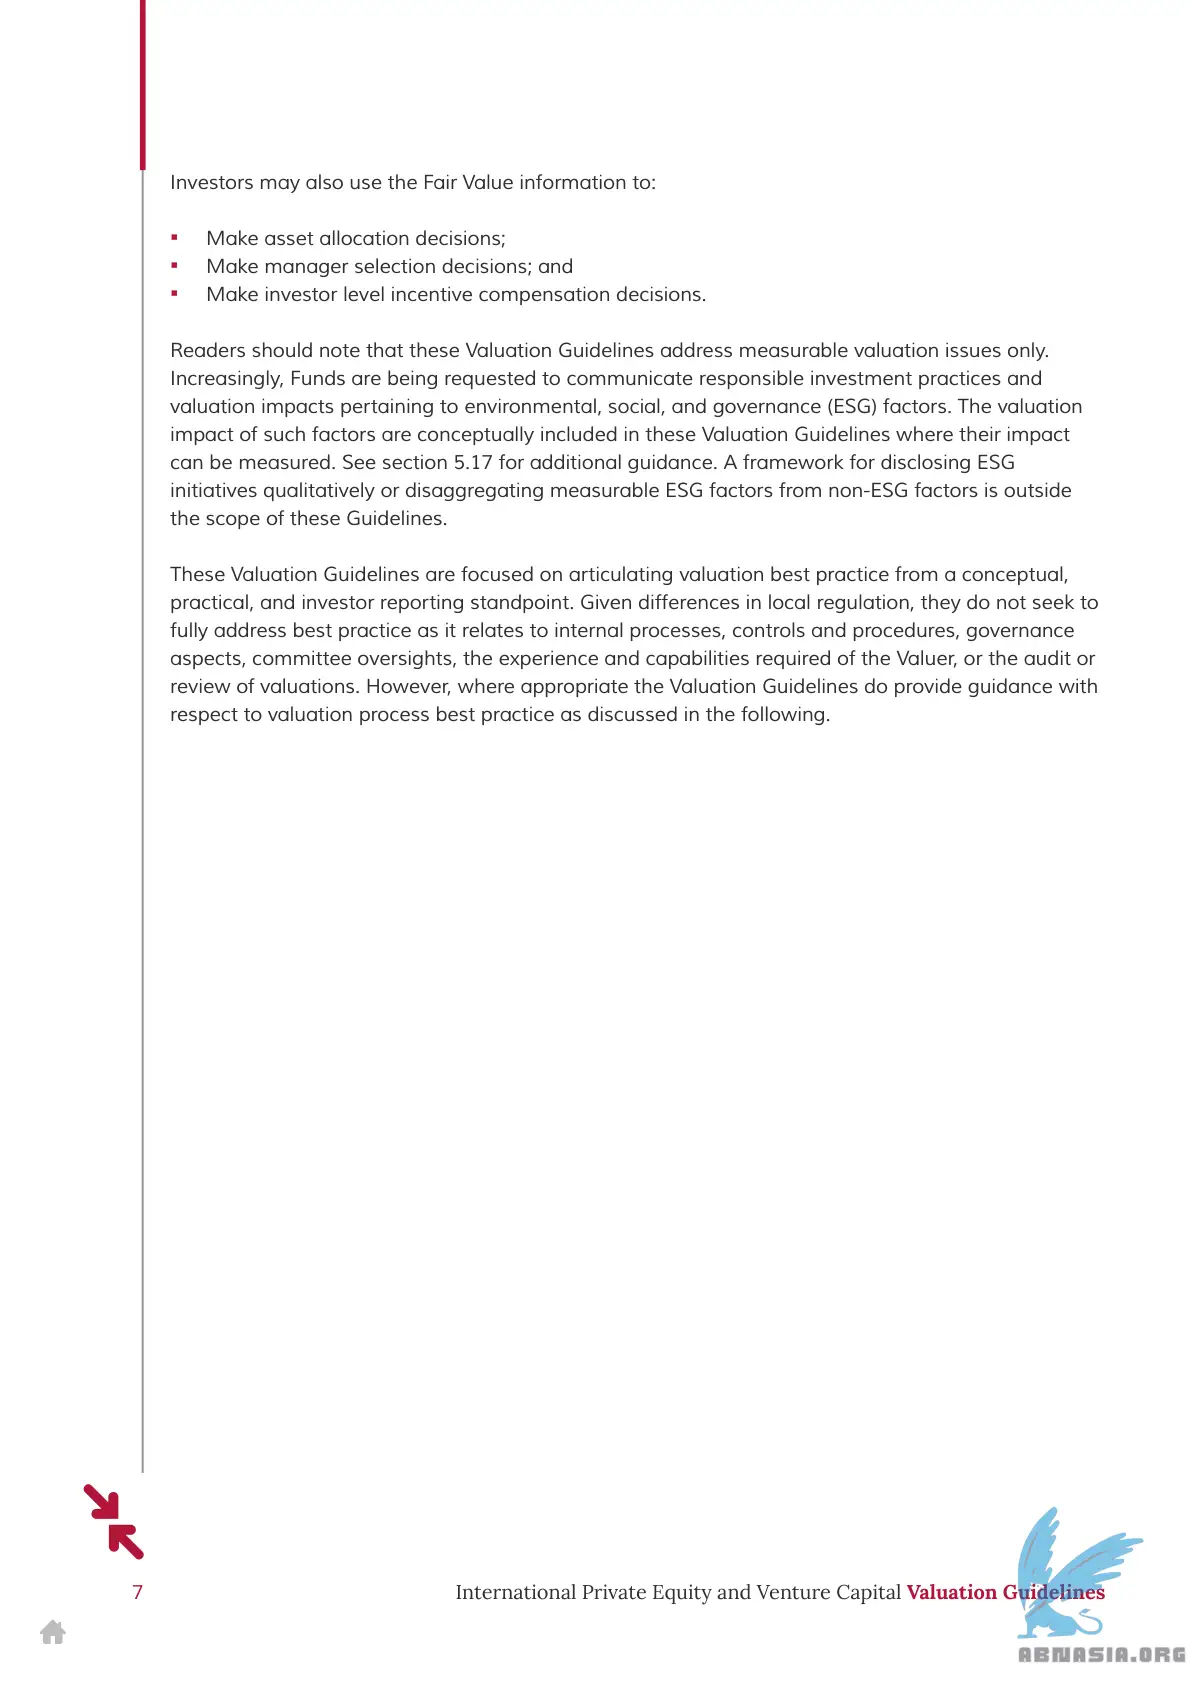 Investors may also use the Fair Value information to:
▪ Make asset allocation decisions;
▪ Make manager selection decisions; and
▪ Make investor level incentive compensation decisions.
Readers should note that these Valuation Guidelines address measurable valuation issues only.
Increasingly, Funds are being requested to communicate responsible investment practices and
valuation impacts pertaining to environmental, social, and governance (ESG) factors. The valuation
impact of such factors are conceptually included in these Valuation Guidelines where their impact
can be measured. See section 5.17 for additional guidance. A framework for disclosing ESG
initiatives qualitatively or disaggregating measurable ESG factors from non-ESG factors is outside
the scope of these Guidelines.
These Valuation Guidelines are focused on articulating valuation best practice from a conceptual,
practical, and investor reporting standpoint. Given differences in local regulation, they do not seek to
fully address best practice as it relates to internal processes, controls and procedures, governance
aspects, committee oversights, the experience and capabilities required of the Valuer, or the audit or
review of valuations. However, where appropriate the Valuation Guidelines do provide guidance with
respect to valuation process best practice as discussed in the following.
7 International Private Equity and Venture Capital Valuation Guidelines
ABNASIA.ORG